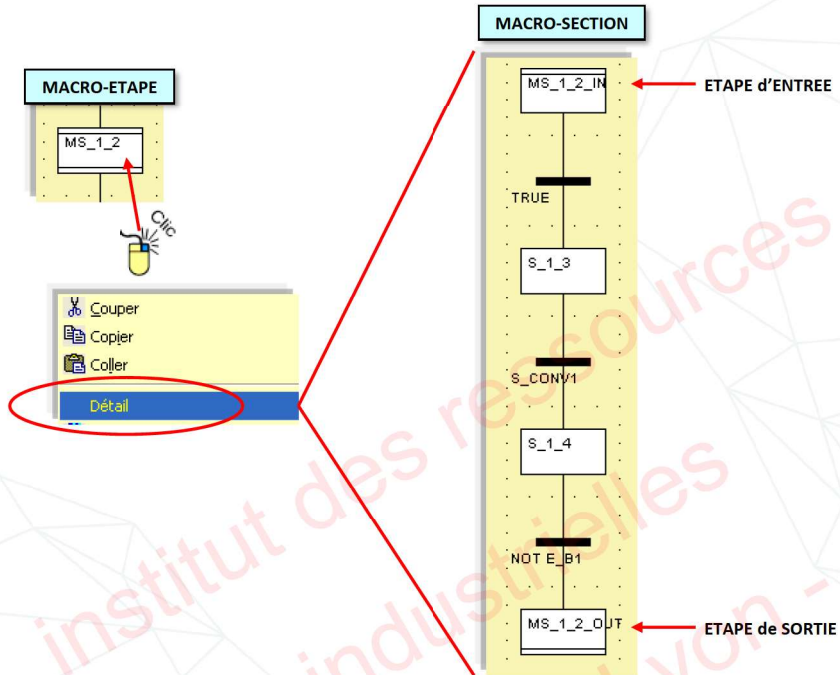 MACRO-SECTION
MACRO-ETAPE
MS_1_2
Clic
Couper
Copier
Coller
Détail
MS_1_2_IN
ETAPE d'ENTREE
TRUE
S_1_3
S_CONV1
S_1_4
NOT E_B1
MS_1_2_OUT
ETAPE de SORTIE
institut des ressources
industrielles
Lyon -